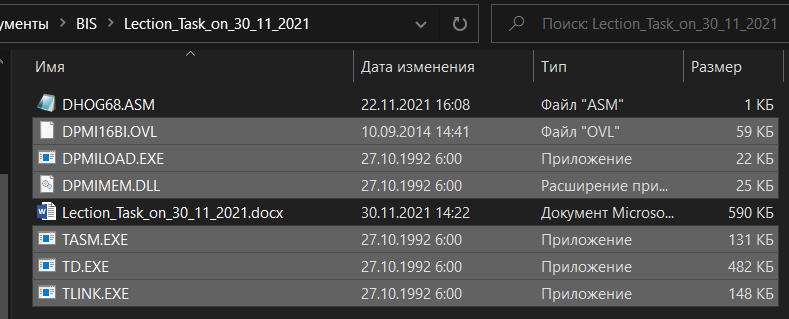 ументы > BIS > Lection_Task_on_30_11_2021 Поиск: Lection_Task_on_30_11_2021
Имя Дата изменения Тип Размер
DHOG68.ASM 22.11.2021 16:08 Файл "ASM" 1 КБ
DPMI16BI.OVL 10.09.2014 14:41 Файл "OVL" 59 КБ
DPMILOAD.EXE 27.10.1992 6:00 Приложение 22 КБ
DPMIMEM.DLL 27.10.1992 6:00 Расширение при... 25 КБ
Lection_Task_on_30_11_2021.docx 30.11.2021 14:22 Документ Microso... 590 КБ
TASM.EXE 27.10.1992 6:00 Приложение 131 КБ
TD.EXE 27.10.1992 6:00 Приложение 482 КБ
TLINK.EXE 27.10.1992 6:00 Приложение 148 КБ